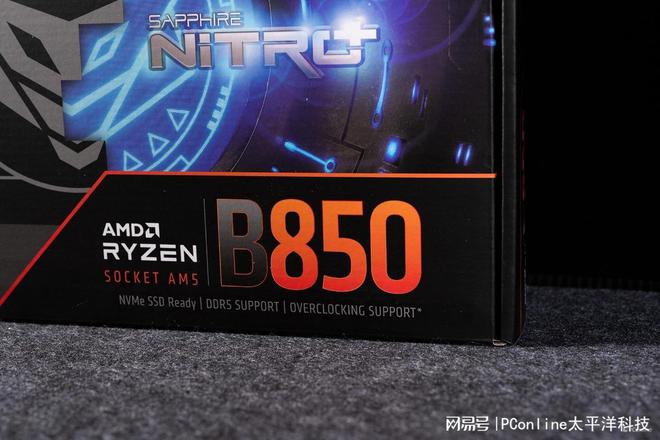 SAPPHIRE
NITRO+
AMD
RYZEN
SOCKET AM5
B850
NVMe SSD Ready | DDR5 SUPPORT | OVERCLOCKING SUPPORT*
网易号 | PConline太平洋科技